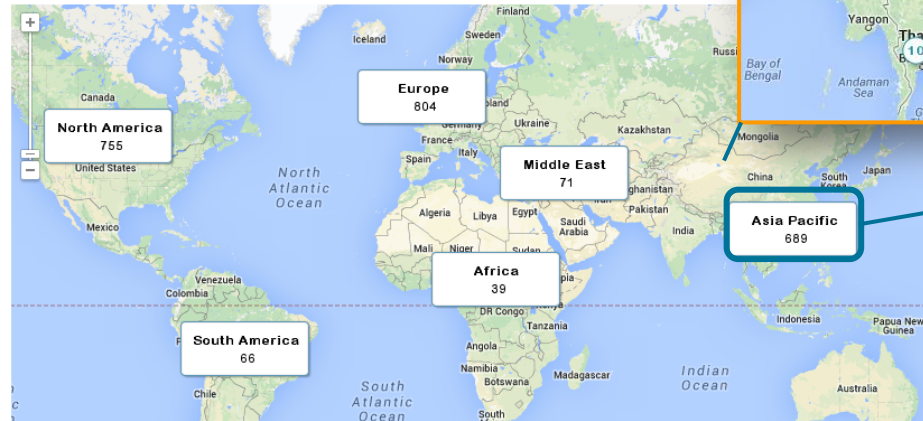 +
−
Finland
Iceland
Sweden
Norway
Yangon
10
Bay of
Bengal
Andaman
Sea
Canada
North America
755
United States
Mexico
North
Atlantic
Ocean
Europe
804
Ukraine
France
Spain
Italy
Kazakhstan
Mongolia
Middle East
71
China
South
Japan
Algeria
Libya
Egypt
Saudi
Arabia
Pakistan
India
Asia Pacific
689
Mali
Niger
Sudan
Africa
39
Venezuela
Colombia
DR Congo
Tanzania
Indonesia
Papua New
Guinea
South America
66
Angola
Namibia
Botswana
Madagascar
Indian
Ocean
Chile
South
Atlantic
Ocean
South
Australia